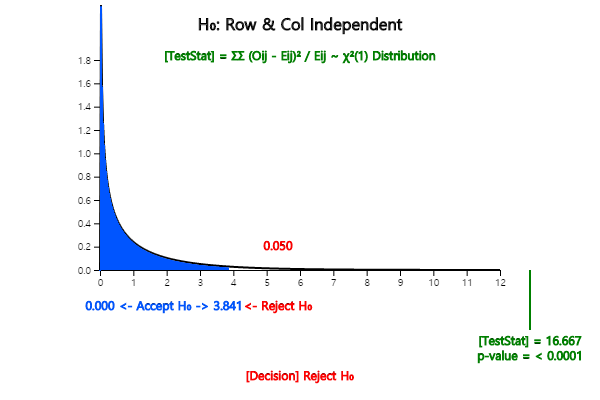 H₀: Row & Col Independent
[TestStat] = ΣΣ (Oij - Eij)² / Eij ~ χ²(1) Distribution
1.8
1.6
1.4
1.2
1.0
0.8
0.6
0.4
0.2
0.0
0.050
0 1 2 3 4 5 6 7 8 9 10 11 12
0.000 <- Accept H₀ -> 3.841 <- Reject H₀
[TestStat] = 16.667
p-value = < 0.0001
[Decision] Reject H₀